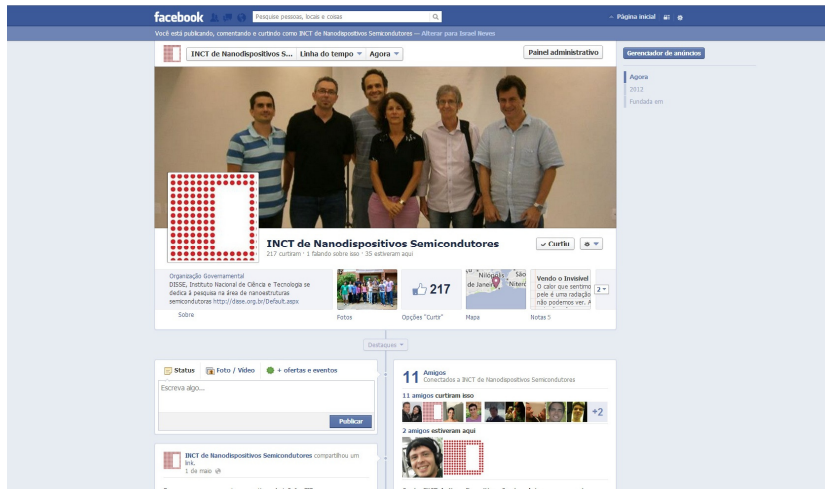 facebook
Pesquise pessoas, locais e coisas
Página inicial
Você está publicando, comentando e curtindo como INCT de Nanodispositivos Semicondutores — Alterar para Israel Neves
INCT de Nanodispositivos S... Linha do tempo Agora
Painel administrativo
Gerenciador de anúncios
Agora
2012
Fundada em
INCT de Nanodispositivos Semicondutores
217 curtiram · 1 falando sobre isso · 35 estiveram aqui
Curtiu
Organização Governamental
DISSE, Instituto Nacional de Ciência e Tecnologia se
dedica à pesquisa na área de nanoestruturas
semicondutoras http://disse.org.br/Default.aspx
Sobre
Fotos
217
Opções "Curtir"
Nilópolis
São
de Janeiro
Niteró
Mapa
Vendo o Invisível
O calor que sentimo
pele é uma radiação
não podemos ver. A
Notas 5
2
Destaques
Status Foto / Vídeo + ofertas e eventos
Escreva algo...
Publicar
11 Amigos
Conectados a INCT de Nanodispositivos Semicondutores
11 amigos curtiram isso
+2
2 amigos estiveram aqui
INCT de Nanodispositivos Semicondutores compartilhou um
link.
1 de maio